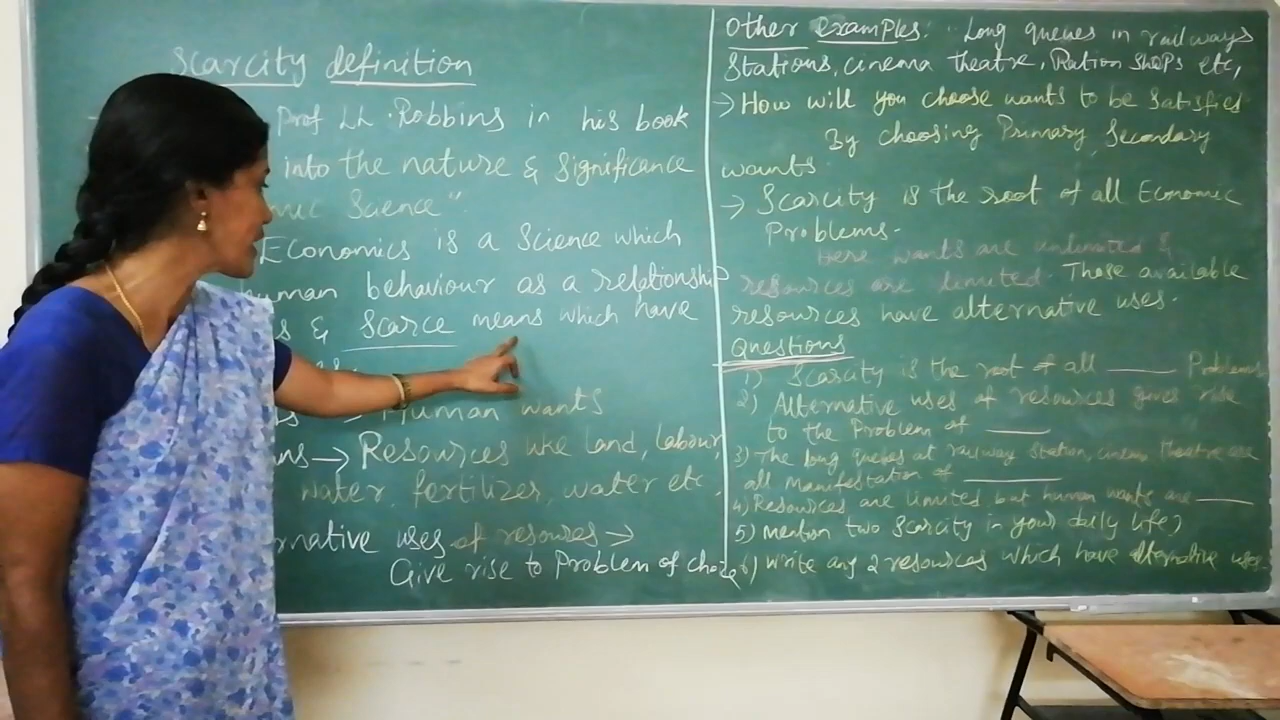 Scarcity definition
Prof LL. Robbins in his book
into the nature & Significance
mic Science".
Economics is a Science which
human behaviour as a relationship
s & Scarce means which have
Human wants
ns → Resources like land, labour,
water, fertilizer, water etc,
rnative uses of resourses →
Give rise to Problem of choice
Other examples: Long queues in railways
Stations, cinema theatre, Ration Shops etc,
→ How will you choose wants to be Satisfied
By choosing Primary, Secondary
wants
→ Scarcity is the root of all Economic
Problems.
Here wants are unlimited &
resources are limited. Those available
resources have alternative uses.
Questions
1) Scarcity is the root of all ____ Problems
2) Alternative uses of resources gives rise
to the Problem of ____
3) The long queues at railway station, cinema theatre are
all manifestation of ____
4) Resources are limited but human wants are ____
5) mention two Scarcity in your daily life?
6) write any 2 resources which have alternative uses.